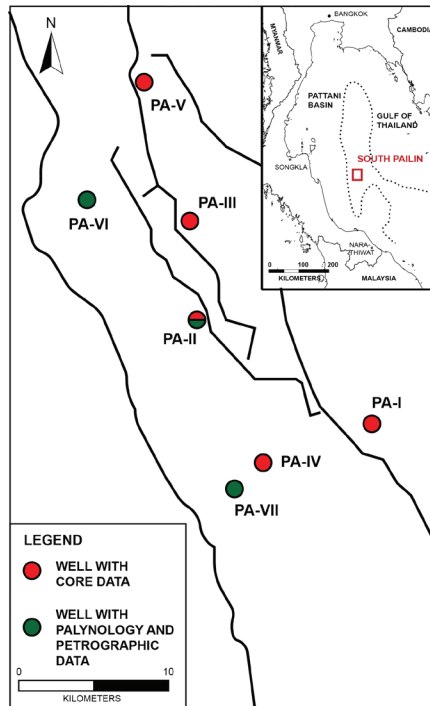 N
PA-V
PA-III
PA-VI
PA-II
PA-I
PA-IV
PA-VII
BANGKOK
MYANMAR
CAMBODIA
PATTANI
BASIN
GULF OF
THAILAND
SOUTH PAILIN
SONGKLA
NARA-
THIWAT
MALAYSIA
0 100 200
KILOMETERS
LEGEND
WELL WITH
CORE DATA
WELL WITH
PALYNOLOGY AND
PETROGRAPHIC
DATA
0 10
KILOMETERS